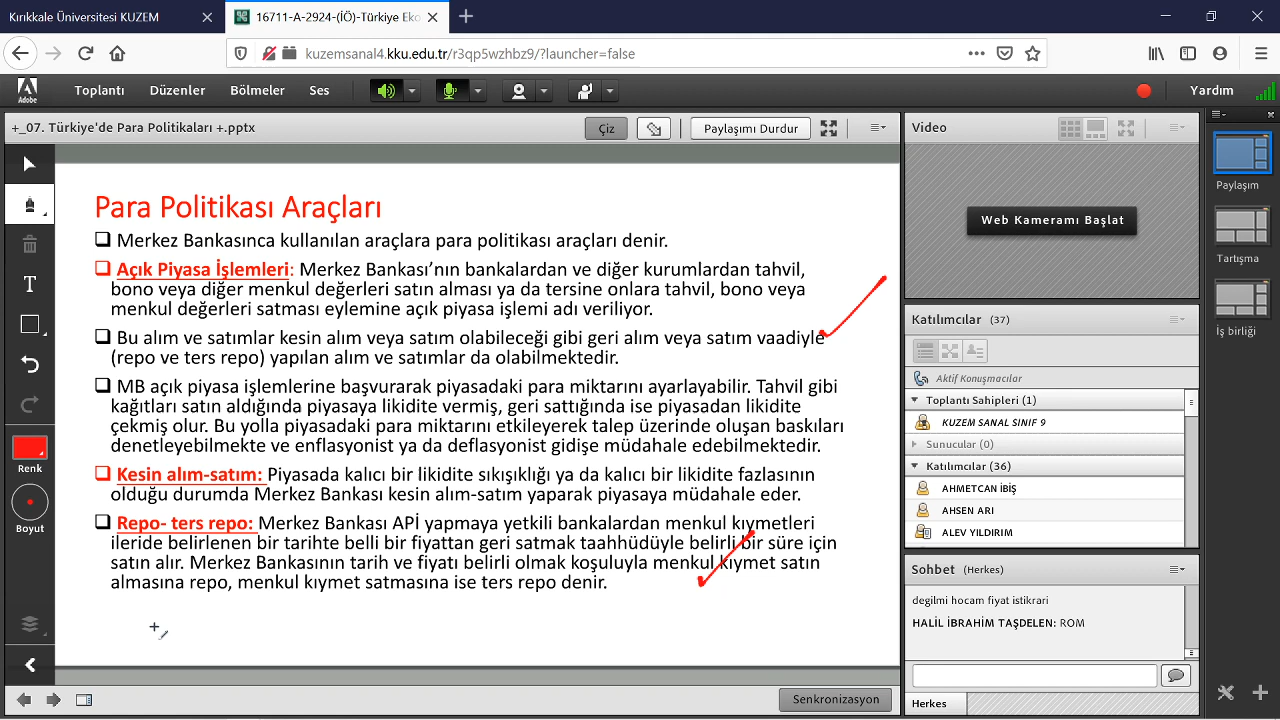 Kırıkkale Üniversitesi KUZEM
16711-A-2924-(İÖ)-Türkiye Eko
kuzemsanal4.kku.edu.tr/r3qp5wzhbz9/?launcher=false
Adobe
Toplantı
Düzenler
Bölmeler
Ses
Yardım
+_07. Türkiye'de Para Politikaları +.pptx
Çiz
Paylaşımı Durdur
Para Politikası Araçları
Merkez Bankasınca kullanılan araçlara para politikası araçları denir.
Açık Piyasa İşlemleri: Merkez Bankası’nın bankalardan ve diğer kurumlardan tahvil,
bono veya diğer menkul değerleri satın alması ya da tersine onlara tahvil, bono veya
menkul değerleri satması eylemine açık piyasa işlemi adı veriliyor.
Bu alım ve satımlar kesin alım veya satım olabileceği gibi geri alım veya satım vaadiyle
(repo ve ters repo) yapılan alım ve satımlar da olabilmektedir.
MB açık piyasa işlemlerine başvurarak piyasadaki para miktarını ayarlayabilir. Tahvil gibi
kağıtları satın aldığında piyasaya likidite vermiş, geri sattığında ise piyasadan likidite
çekmiş olur. Bu yolla piyasadaki para miktarını etkileyerek talep üzerinde oluşan baskıları
denetleyebilmekte ve enflasyonist ya da deflasyonist gidişe müdahale edebilmektedir.
Kesin alım-satım: Piyasada kalıcı bir likidite sıkışıklığı ya da kalıcı bir likidite fazlasının
olduğu durumda Merkez Bankası kesin alım-satım yaparak piyasaya müdahale eder.
Repo- ters repo: Merkez Bankası APİ yapmaya yetkili bankalardan menkul kıymetleri
ileride belirlenen bir tarihte belli bir fiyattan geri satmak taahhüdüyle belirli bir süre için
satın alır. Merkez Bankasının tarih ve fiyatı belirli olmak koşuluyla menkul kıymet satın
almasına repo, menkul kıymet satmasına ise ters repo denir.
T
Renk
Boyut
Senkronizasyon
Video
Web Kameramı Başlat
Katılımcılar (37)
Aktif Konuşmacılar
Toplantı Sahipleri (1)
KUZEM SANAL SINIF 9
Sunucular (0)
Katılımcılar (36)
AHMETCAN İBİŞ
AHSEN ARI
ALEV YILDIRIM
Sohbet (Herkes)
degilmi hocam fiyat istikrari
HALİL İBRAHİM TAŞDELEN: ROM
Herkes
Paylaşım
Tartışma
İş birliği